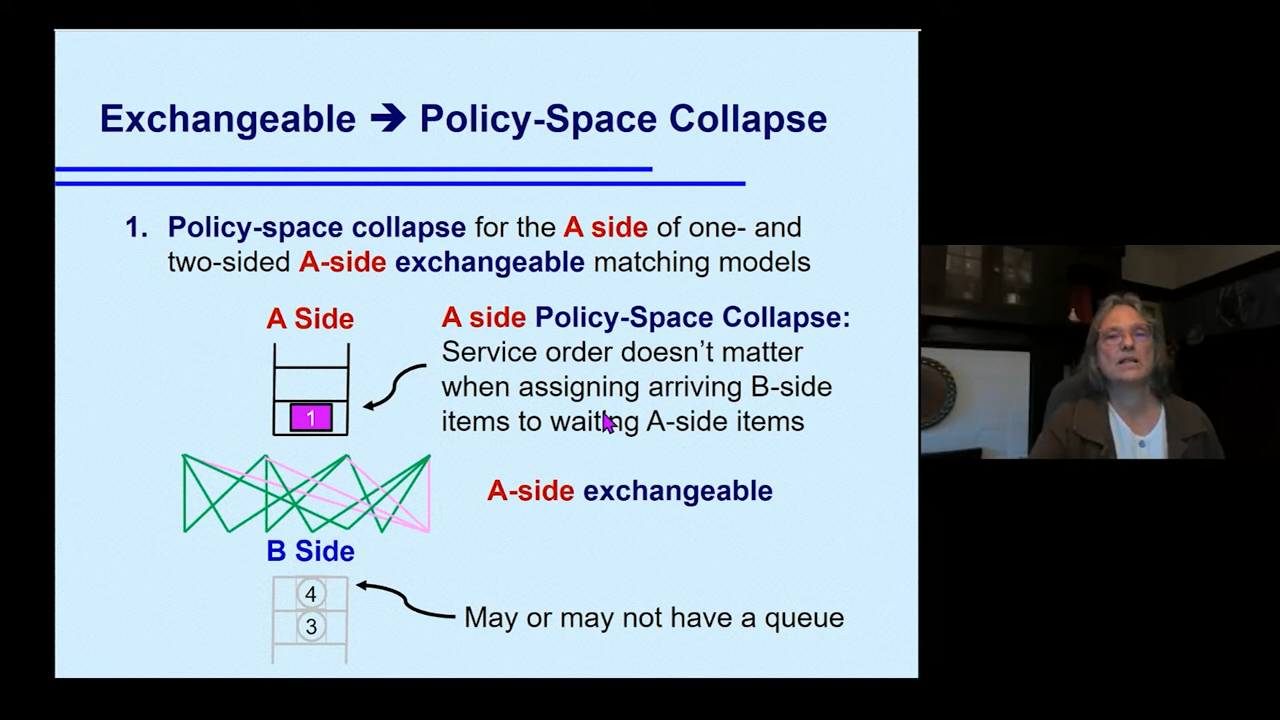 Exchangeable ➔ Policy-Space Collapse
1. Policy-space collapse for the A side of one- and
two-sided A-side exchangeable matching models
A Side
1
A side Policy-Space Collapse:
Service order doesn't matter
when assigning arriving B-side
items to waiting A-side items
A-side exchangeable
B Side
4
3
May or may not have a queue